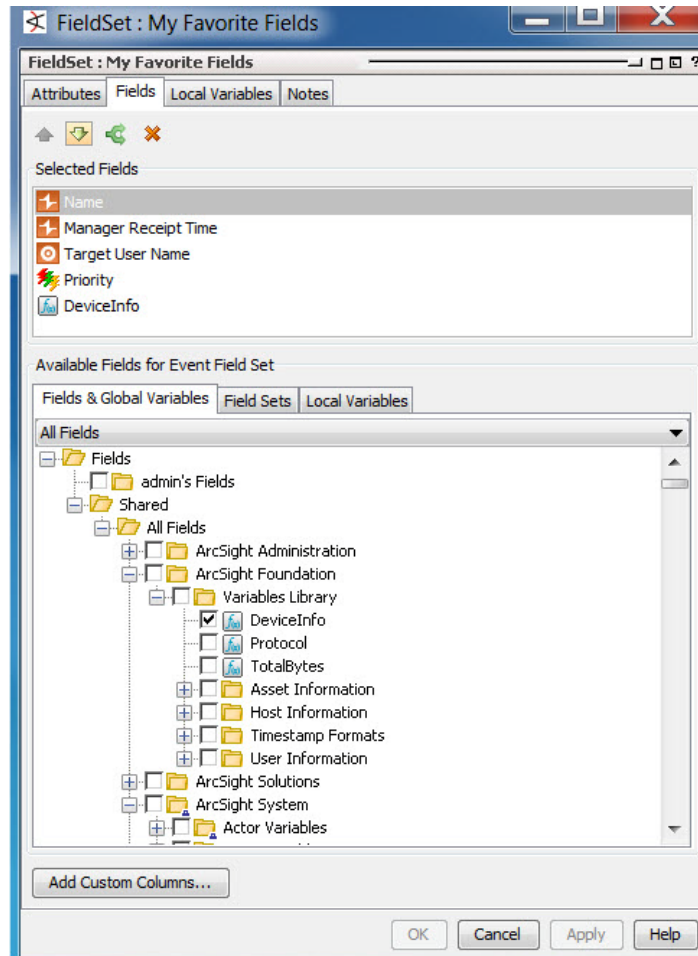 FieldSet : My Favorite Fields
FieldSet : My Favorite Fields
Attributes Fields Local Variables Notes
Selected Fields
Name
Manager Receipt Time
Target User Name
Priority
DeviceInfo
Available Fields for Event Field Set
Fields & Global Variables Field Sets Local Variables
All Fields
Fields
admin's Fields
Shared
All Fields
ArcSight Administration
ArcSight Foundation
Variables Library
DeviceInfo
Protocol
TotalBytes
Asset Information
Host Information
Timestamp Formats
User Information
ArcSight Solutions
ArcSight System
Actor Variables
Add Custom Columns...
OK Cancel Apply Help